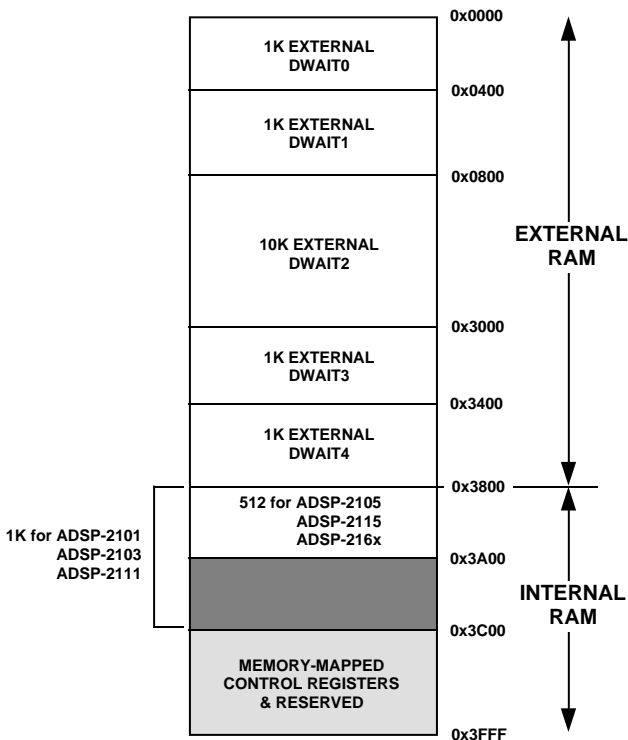 0x0000
1K EXTERNAL
DWAIT0
0x0400
1K EXTERNAL
DWAIT1
0x0800
10K EXTERNAL
DWAIT2
EXTERNAL
RAM
0x3000
1K EXTERNAL
DWAIT3
0x3400
1K EXTERNAL
DWAIT4
0x3800
512 for ADSP-2105
ADSP-2115
ADSP-216x
1K for ADSP-2101
ADSP-2103
ADSP-2111
0x3A00
INTERNAL
RAM
0x3C00
MEMORY-MAPPED
CONTROL REGISTERS
& RESERVED
0x3FFF